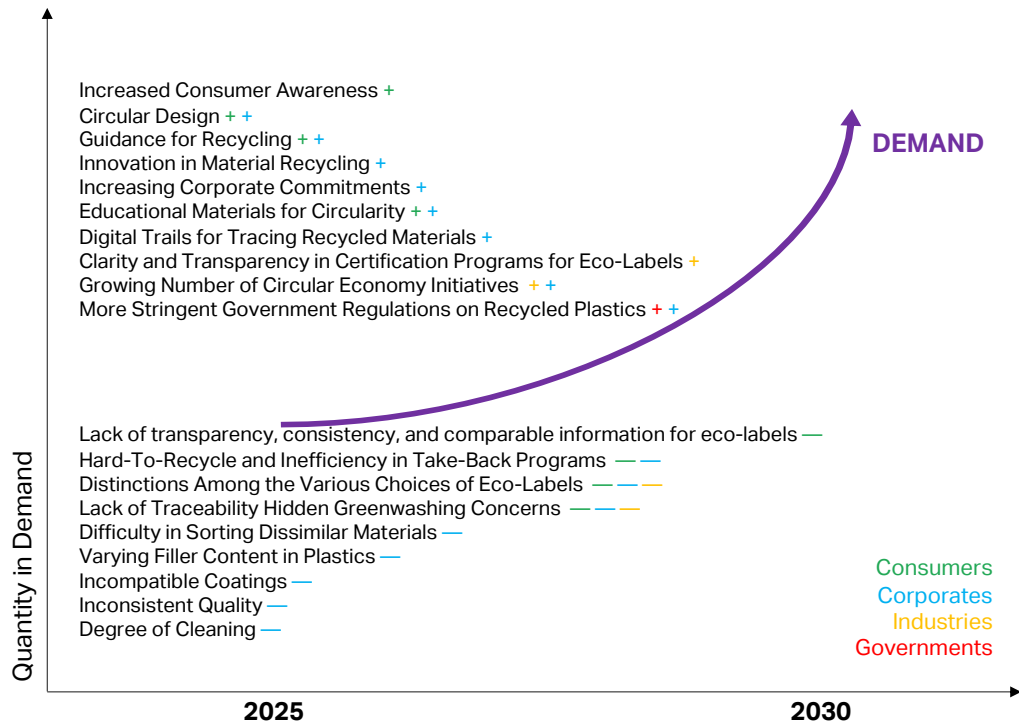 Increased Consumer Awareness +
Circular Design + +
Guidance for Recycling + +
Innovation in Material Recycling +
Increasing Corporate Commitments +
Educational Materials for Circularity + +
Digital Trails for Tracing Recycled Materials +
Clarity and Transparency in Certification Programs for Eco-Labels +
Growing Number of Circular Economy Initiatives + +
More Stringent Government Regulations on Recycled Plastics + +
DEMAND
Lack of transparency, consistency, and comparable information for eco-labels —
Hard-To-Recycle and Inefficiency in Take-Back Programs — —
Distinctions Among the Various Choices of Eco-Labels — — —
Lack of Traceability Hidden Greenwashing Concerns — — —
Difficulty in Sorting Dissimilar Materials —
Varying Filler Content in Plastics —
Incompatible Coatings —
Inconsistent Quality —
Degree of Cleaning —
Consumers
Corporates
Industries
Governments
Quantity in Demand
2025
2030